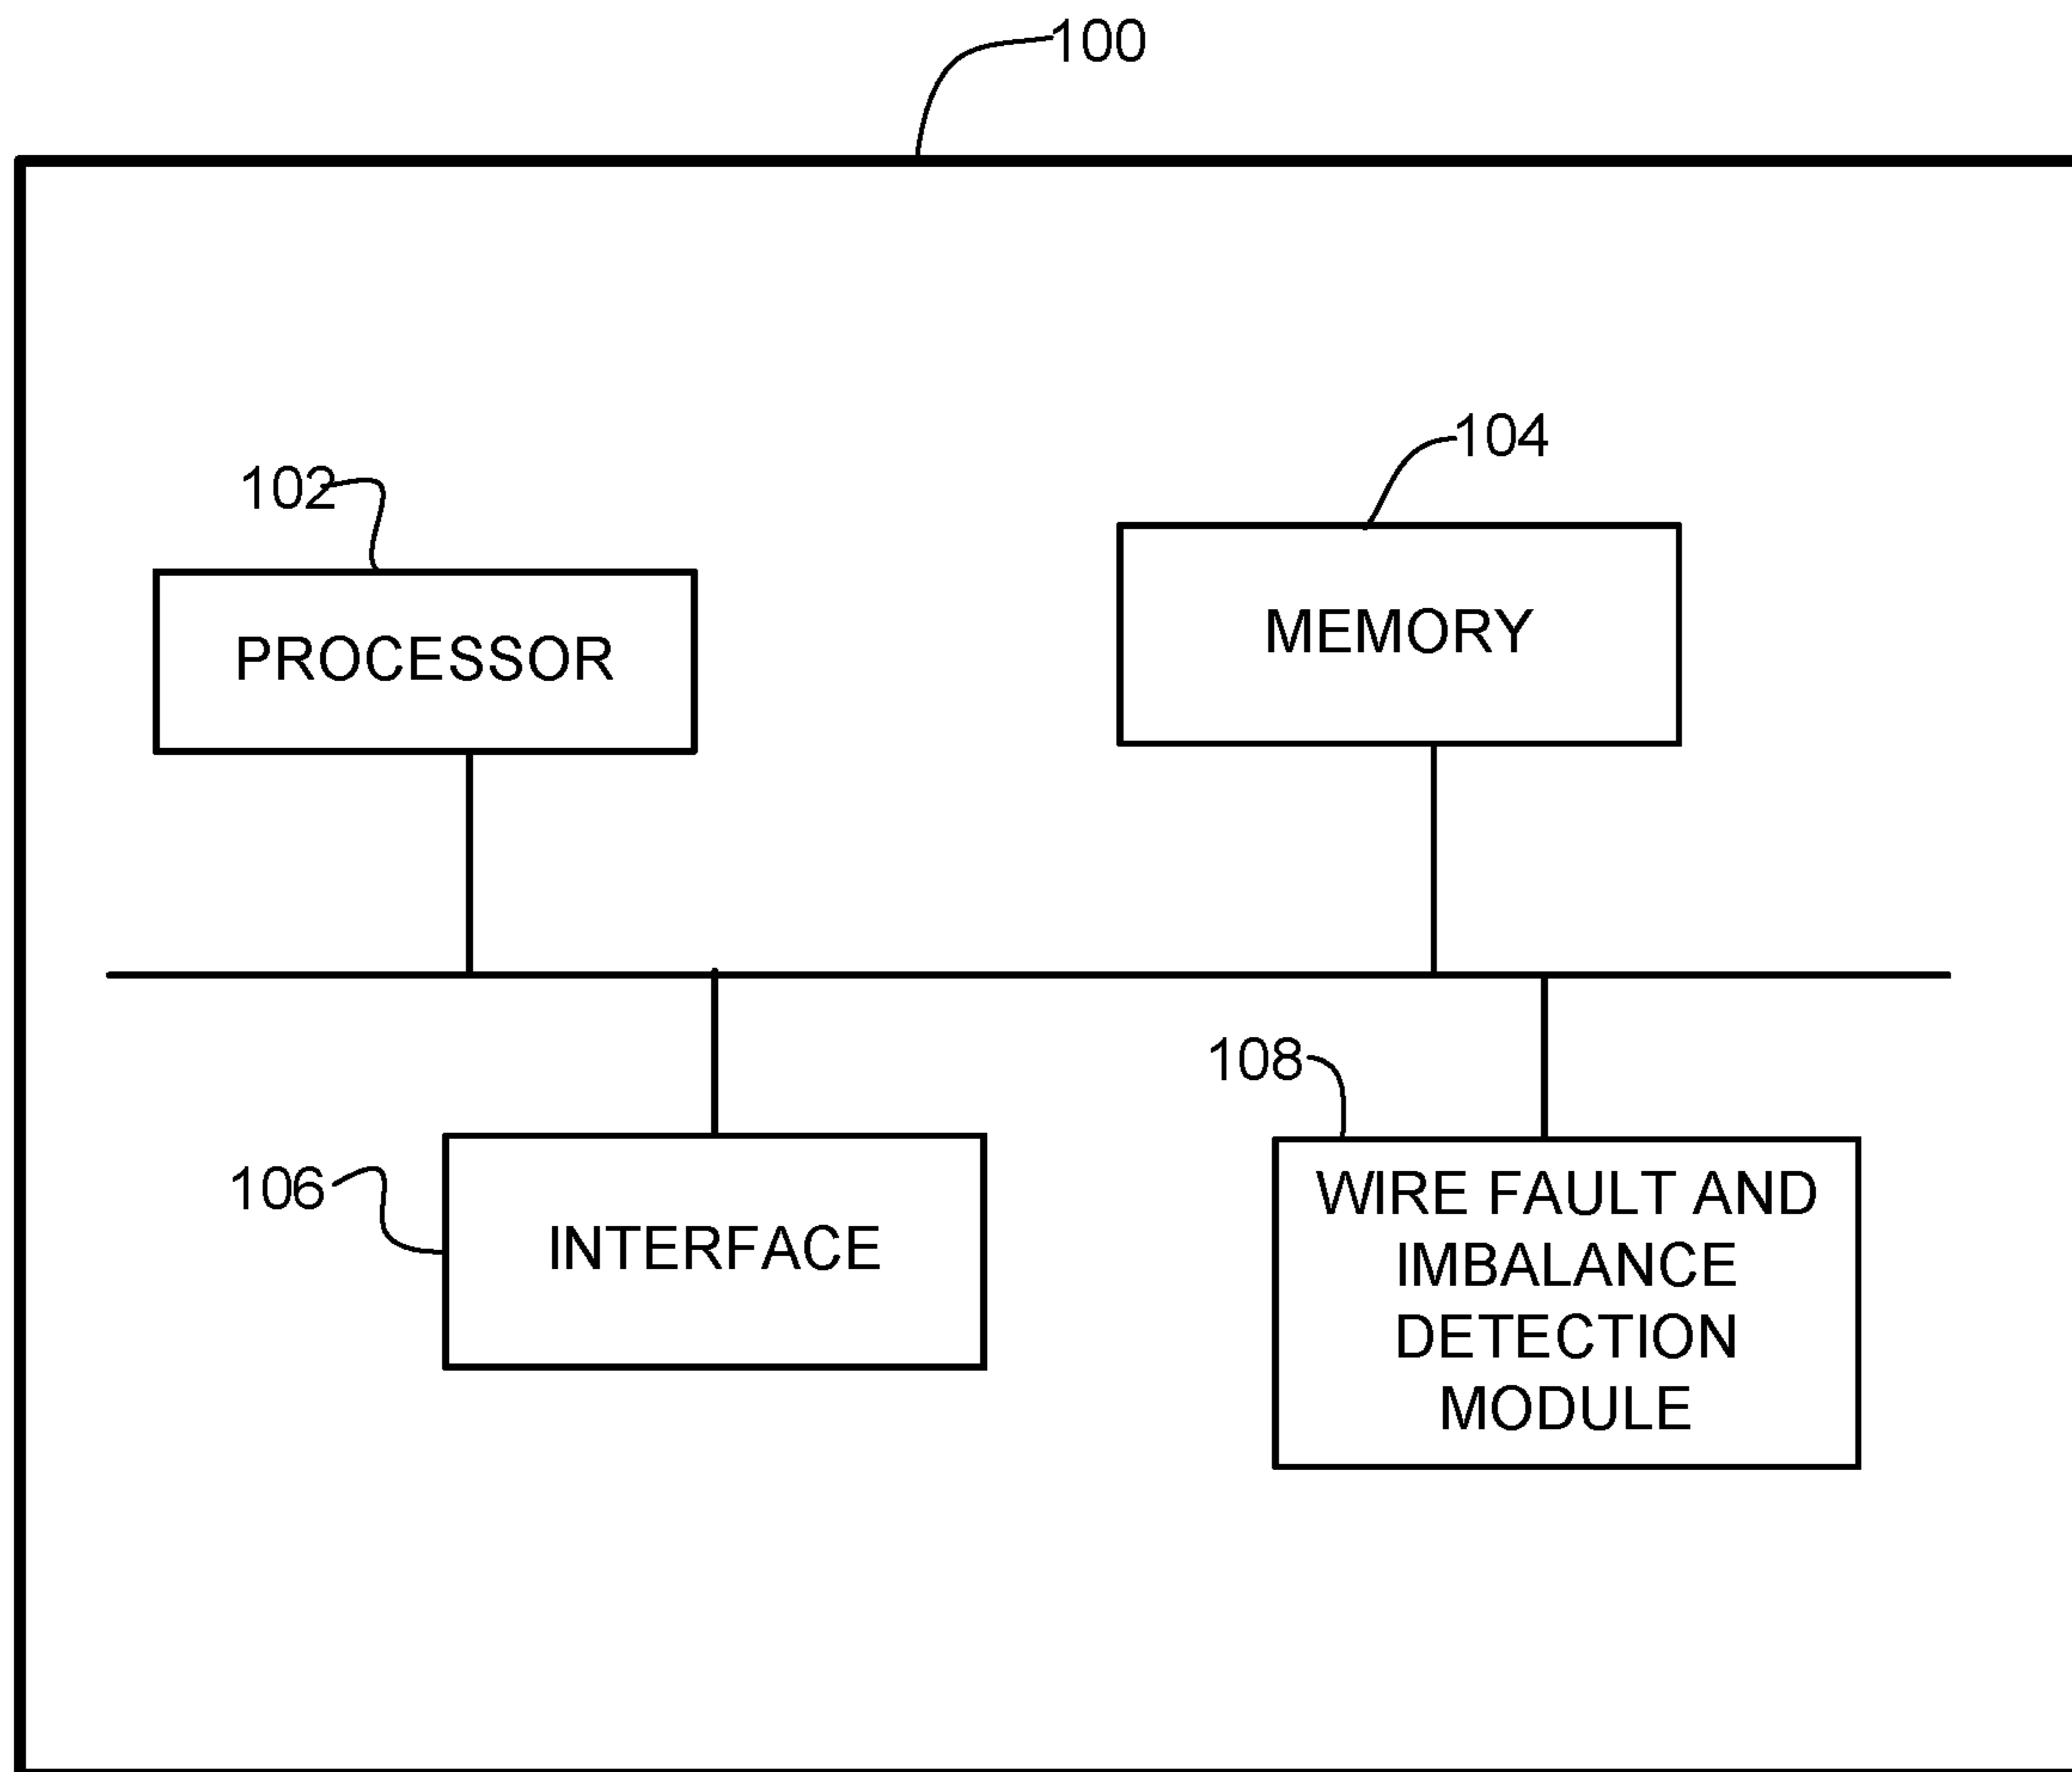 100
104
102
MEMORY
PROCESSOR
108
106
INTERFACE
WIRE FAULT AND
IMBALANCE
DETECTION
MODULE